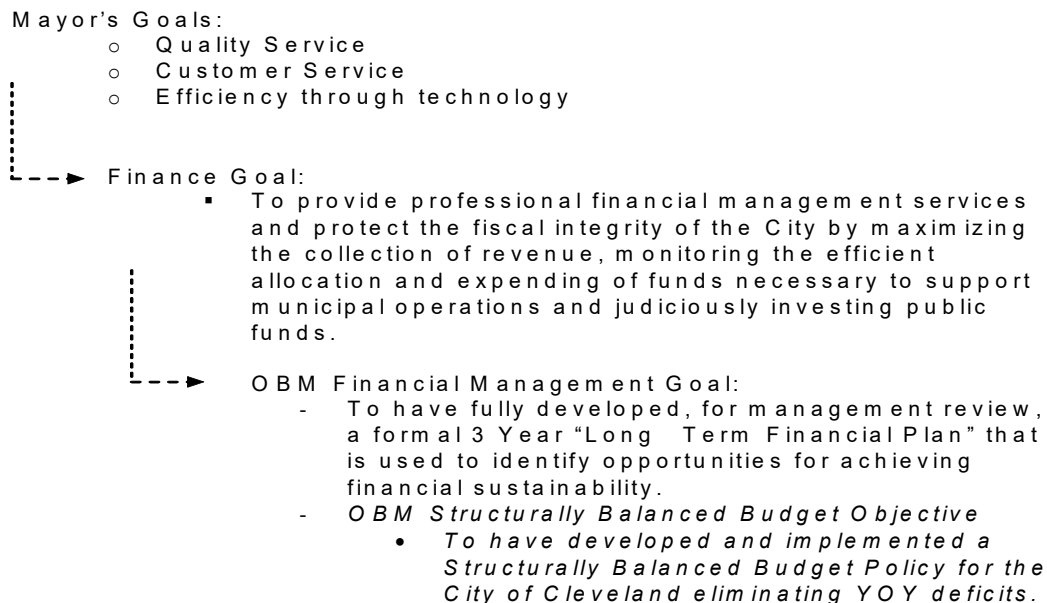 Mayor's Goals:
o Quality Service
o Customer Service
o Efficiency through technology
Finance Goal:
▪ To provide professional financial management services
and protect the fiscal integrity of the City by maximizing
the collection of revenue, monitoring the efficient
allocation and expending of funds necessary to support
municipal operations and judiciously investing public
funds.
OBM Financial Management Goal:
- To have fully developed, for management review,
a formal 3 Year “Long Term Financial Plan” that
is used to identify opportunities for achieving
financial sustainability.
- OBM Structurally Balanced Budget Objective
• To have developed and implemented a
Structurally Balanced Budget Policy for the
City of Cleveland eliminating YOY deficits.